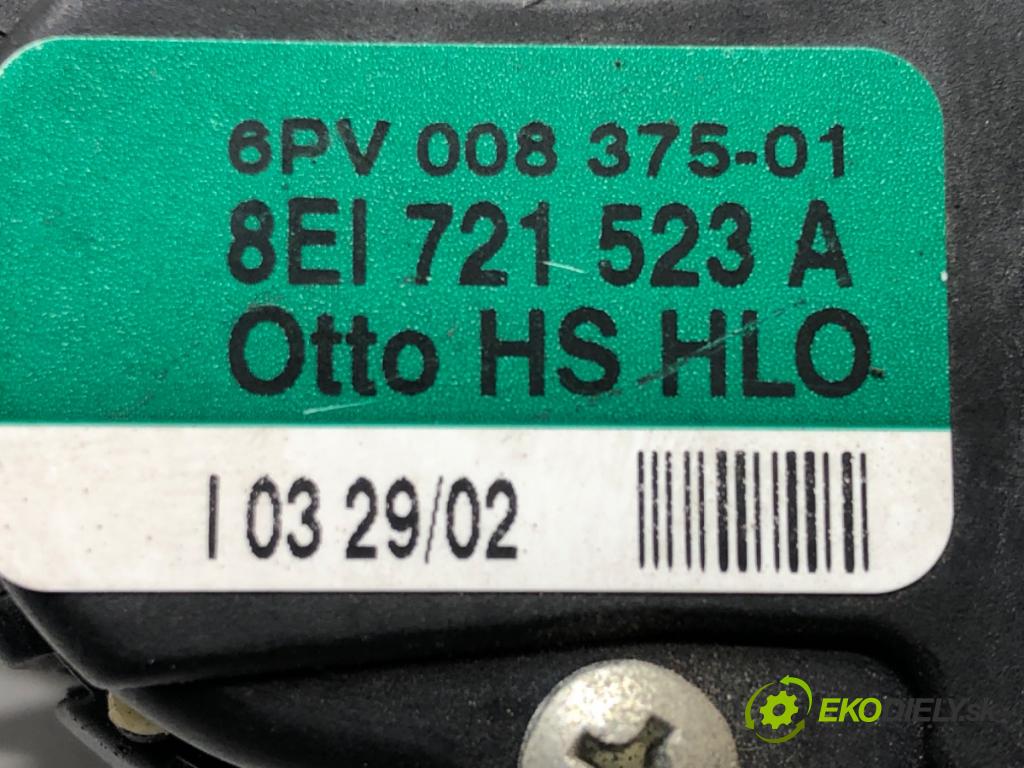 6PV 008 375-01
8EI 721 523 A
Otto HS HLO
I 03 29/02
EKODIELY.sk